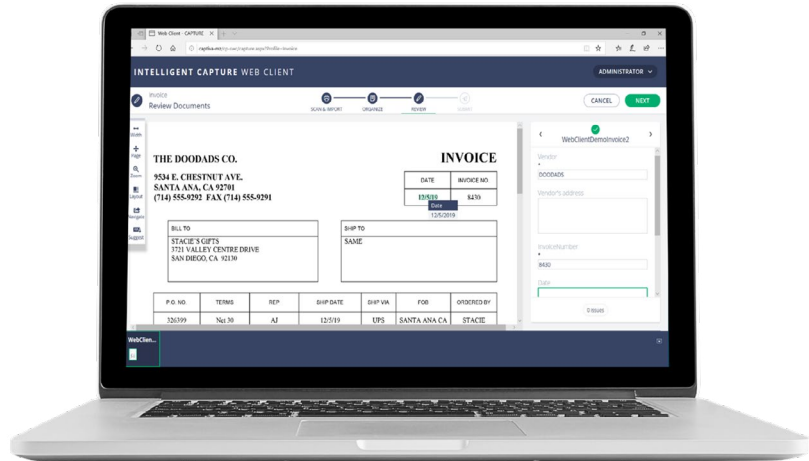 Web Client - CAPTURE
INTELLIGENT CAPTURE WEB CLIENT
ADMINISTRATOR
Invoice
Review Documents
SCAN & IMPORT
ORGANIZE
REVIEW
CANCEL
NEXT
Width
Page
Zoom
Layout
Navigate
Suggest
THE DOODADS CO.
INVOICE
9534 E. CHESTNUT AVE.
SANTA ANA, CA 92701
(714) 555-9292 FAX (714) 555-9291
DATE INVOICE NO.
12/5/19 8430
Date
12/5/2019
BILL TO
STACIE'S GIFTS
3721 VALLEY CENTRE DRIVE
SAN DIEGO, CA 92130
SHIP TO
SAME
P.O. NO. TERMS REP SHIP DATE SHIP VIA FOB ORDERED BY
326399 Net 30 AJ 12/5/19 UPS SANTA ANA CA STACIE
WebClientDemoInvoice2
Vendor
*
DOODADS
Vendor's address
InvoiceNumber
*
8430
Date
0 Issues
WebClien...